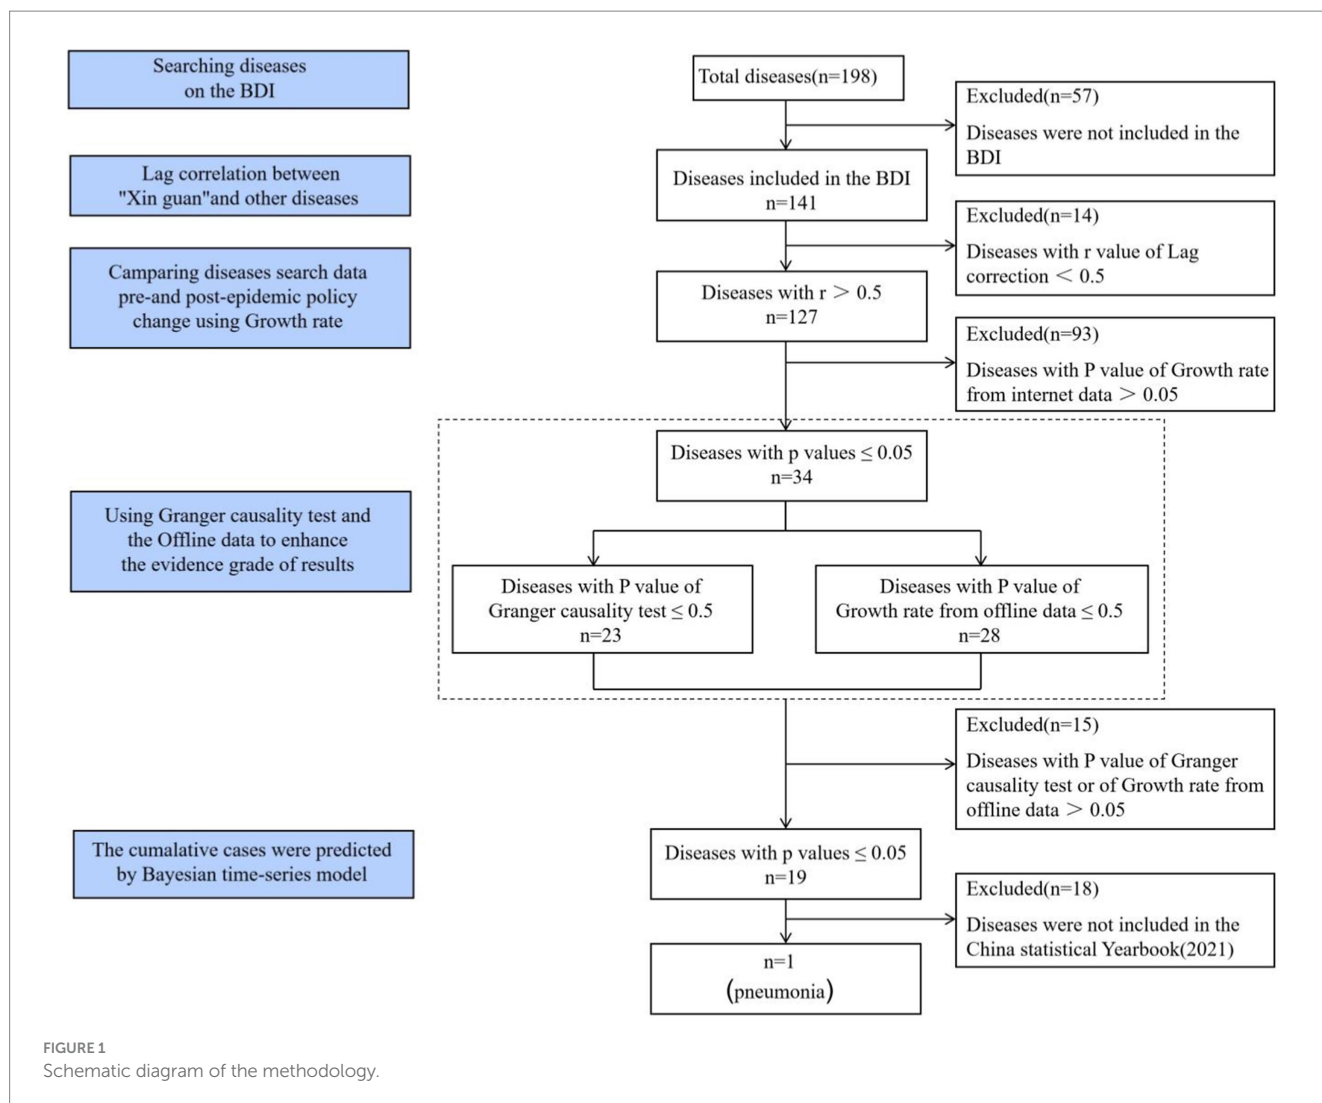 Searching diseases
on the BDI
Total diseases(n=198)
Excluded(n=57)
Diseases were not included in the
BDI
Lag correlation between
"Xin guan"and other diseases
Diseases included in the BDI
n=141
Excluded(n=14)
Diseases with r value of Lag
correction < 0.5
Camparing diseases search data
pre-and post-epidemic policy
change using Growth rate
Diseases with r > 0.5
n=127
Excluded(n=93)
Diseases with P value of Growth rate
from internet data > 0.05
Diseases with p values ≤ 0.05
n=34
Using Granger causality test and
the Offline data to enhance
the evidence grade of results
Diseases with P value of
Granger causality test ≤ 0.5
n=23
Diseases with P value of
Growth rate from offline data ≤ 0.5
n=28
Excluded(n=15)
Diseases with P value of Granger
causality test or of Growth rate from
offline data > 0.05
The cumalative cases were predicted
by Bayesian time-series model
Diseases with p values ≤ 0.05
n=19
Excluded(n=18)
Diseases were not included in the
China statistical Yearbook(2021)
n=1
(pneumonia)
FIGURE 1
Schematic diagram of the methodology.